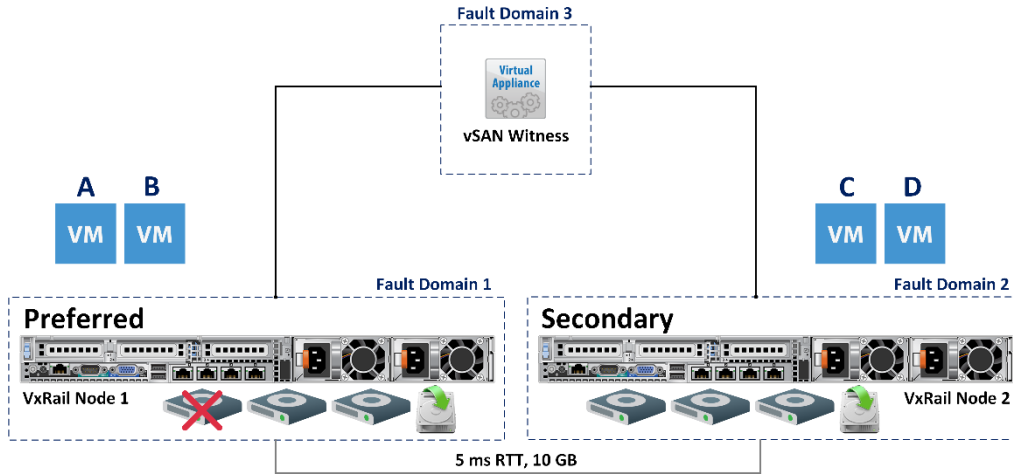 Fault Domain 3
Virtual
Appliance
vSAN Witness
A B
VM VM
C D
VM VM
Fault Domain 1
Preferred
VxRail Node 1
Fault Domain 2
Secondary
VxRail Node 2
5 ms RTT, 10 GB